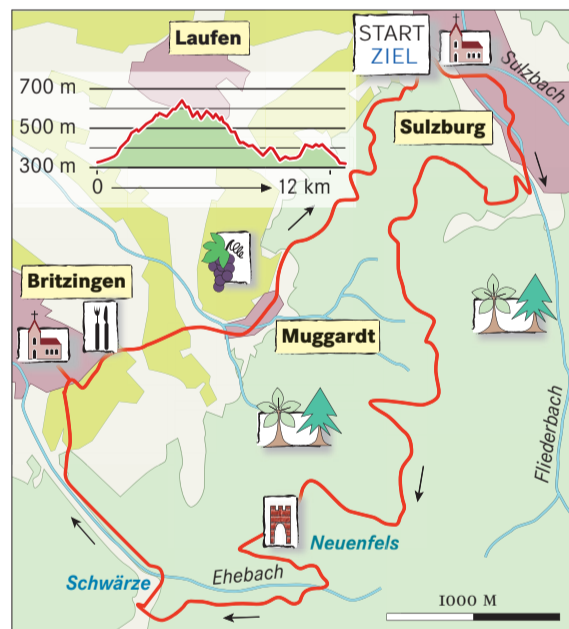 Laufen
START
ZIEL
Sulzbach
700 m
500 m
300 m
0
12 km
Sulzburg
Britzingen
Muggardt
Fliederbach
Neuenfels
Schwärze
Ehebach
1000 M